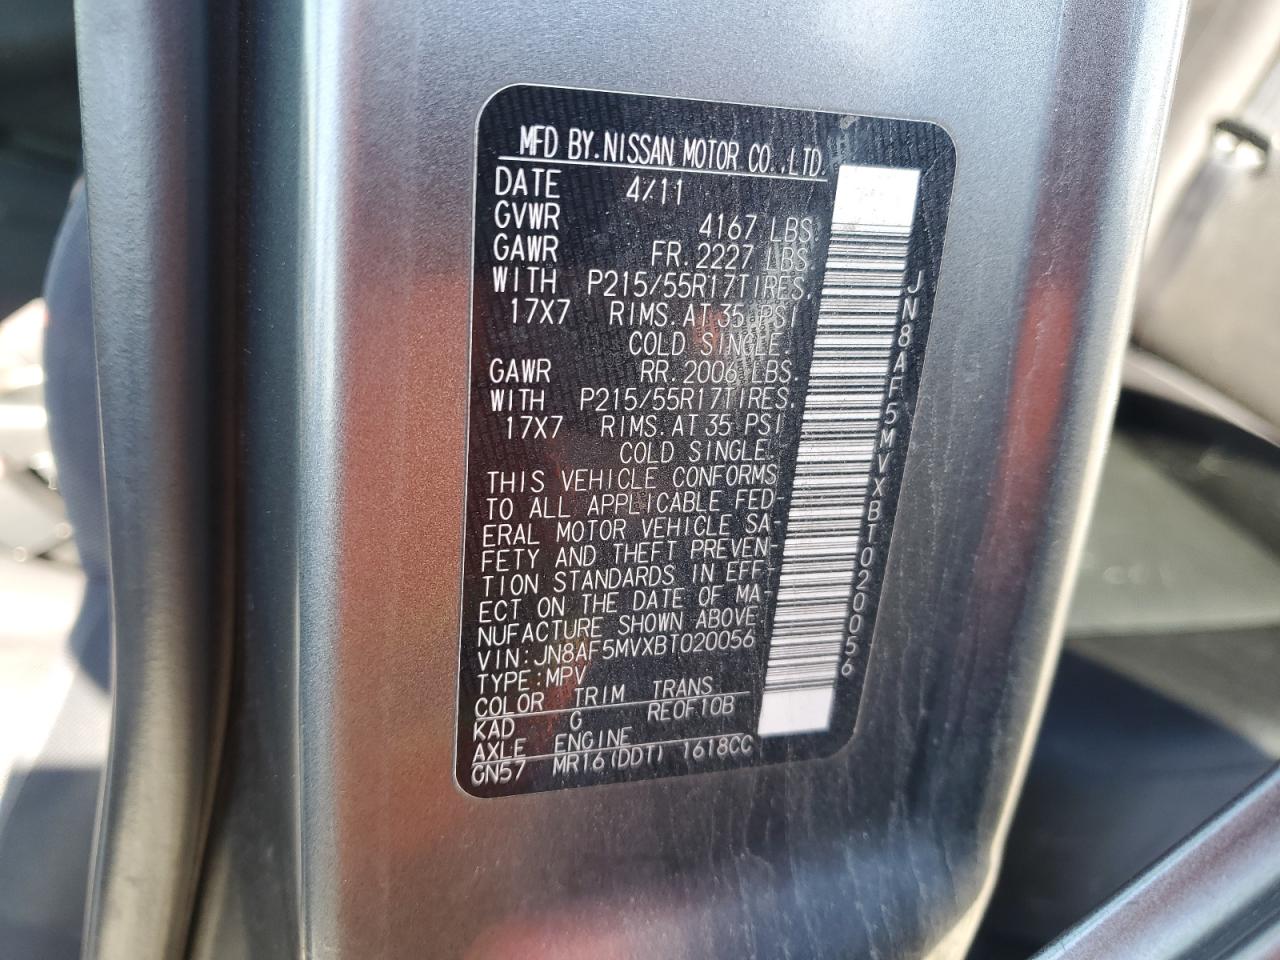 MFD BY. NISSAN MOTOR CO.,LTD.
DATE 4/11
GVWR 4167 LBS.
GAWR FR. 2227 LBS.
WITH P215/55R17TIRES.
17X7 RIMS. AT 35 PSI
COLD SINGLE.
GAWR RR. 2006 LBS.
WITH P215/55R17TIRES.
17X7 RIMS. AT 35 PSI
COLD SINGLE.
THIS VEHICLE CONFORMS
TO ALL APPLICABLE FED-
ERAL MOTOR VEHICLE SA-
FETY AND THEFT PREVEN-
TION STANDARDS IN EFF-
ECT ON THE DATE OF MA-
NUFACTURE SHOWN ABOVE
VIN:JN8AF5MVXBT020056
TYPE:MPV
COLOR TRIM TRANS
KAD G RE0F10B
AXLE ENGINE
GN57 MR16(DDT) 1618CC
JN8AF5MVXBT020056